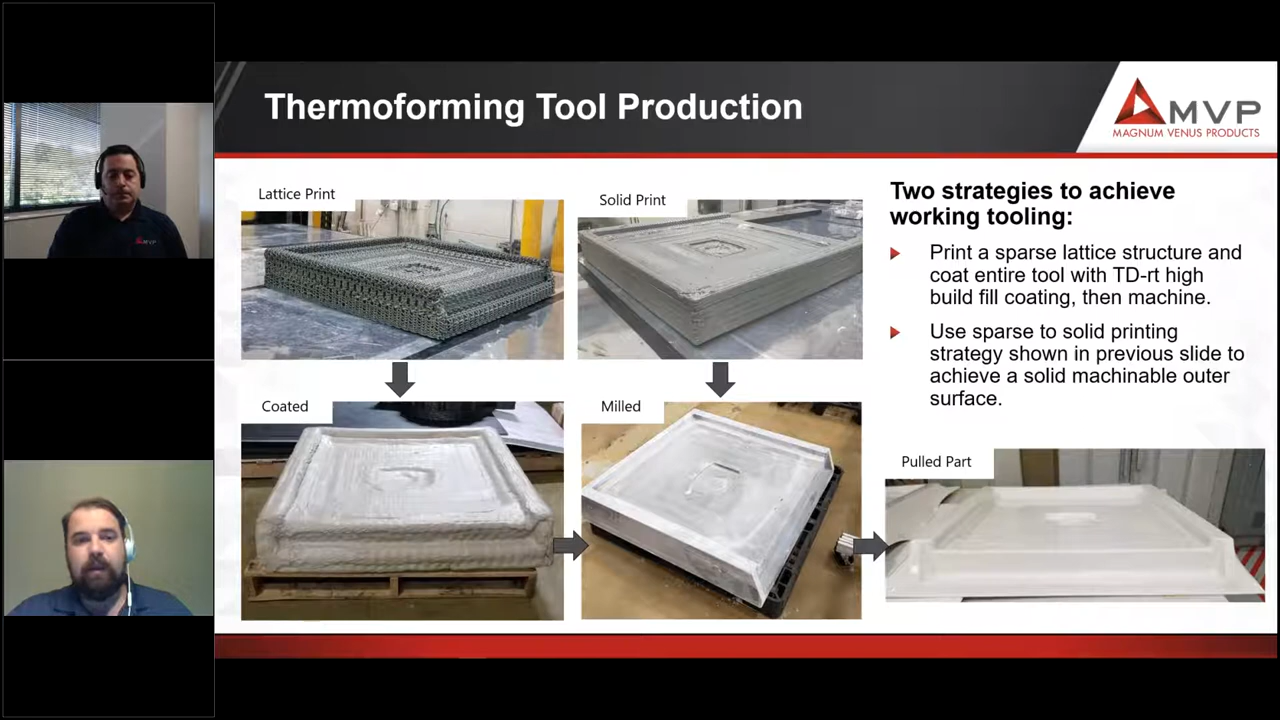 Thermoforming Tool Production
MVP
MAGNUM VENUS PRODUCTS
Lattice Print
Solid Print
Coated
Milled
Pulled Part
Two strategies to achieve
working tooling:
Print a sparse lattice structure and
coat entire tool with TD-rt high
build fill coating, then machine.
Use sparse to solid printing
strategy shown in previous slide to
achieve a solid machinable outer
surface.
MVP